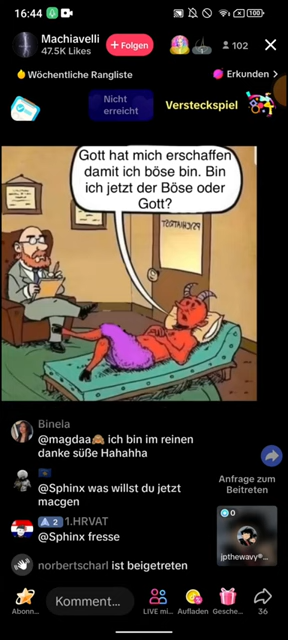 16:44
100
Machiavelli
47.5K Likes
+ Folgen
102
Wöchentliche Rangliste
Erkunden >
Nicht
erreicht
Versteckspiel
Gott hat mich erschaffen
damit ich böse bin. Bin
ich jetzt der Böse oder
Gott?
PSYCHIATRIST
Binela
@magdaa🙈 ich bin im reinen
danke süße Hahahha
@Sphinx was willst du jetzt
macgen
Anfrage zum
Beitreten
2 1.HRVAT
@Sphinx fresse
0
jpthewavy®...
norbertscharl ist beigetreten
Abonn...
Komment...
LIVE mi...
Aufladen
Gesche...
36